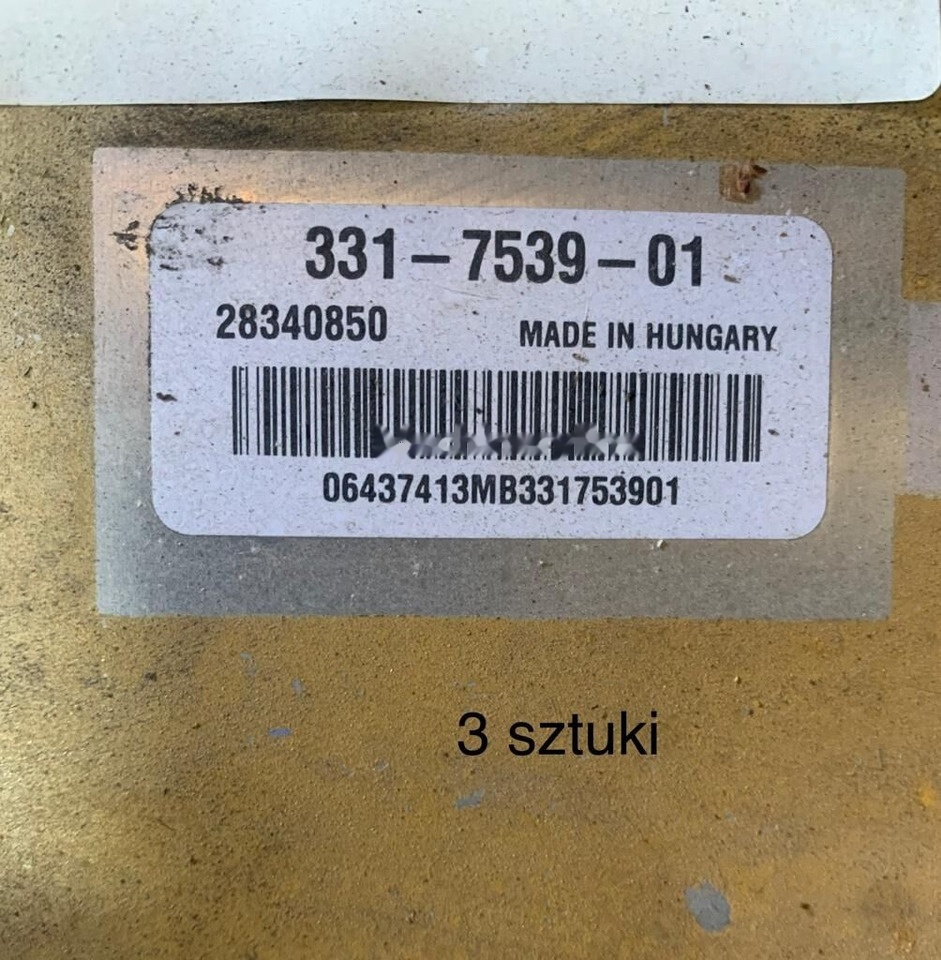 331-7539-01
28340850 MADE IN HUNGARY
06437413MB331753901
3 sztuki